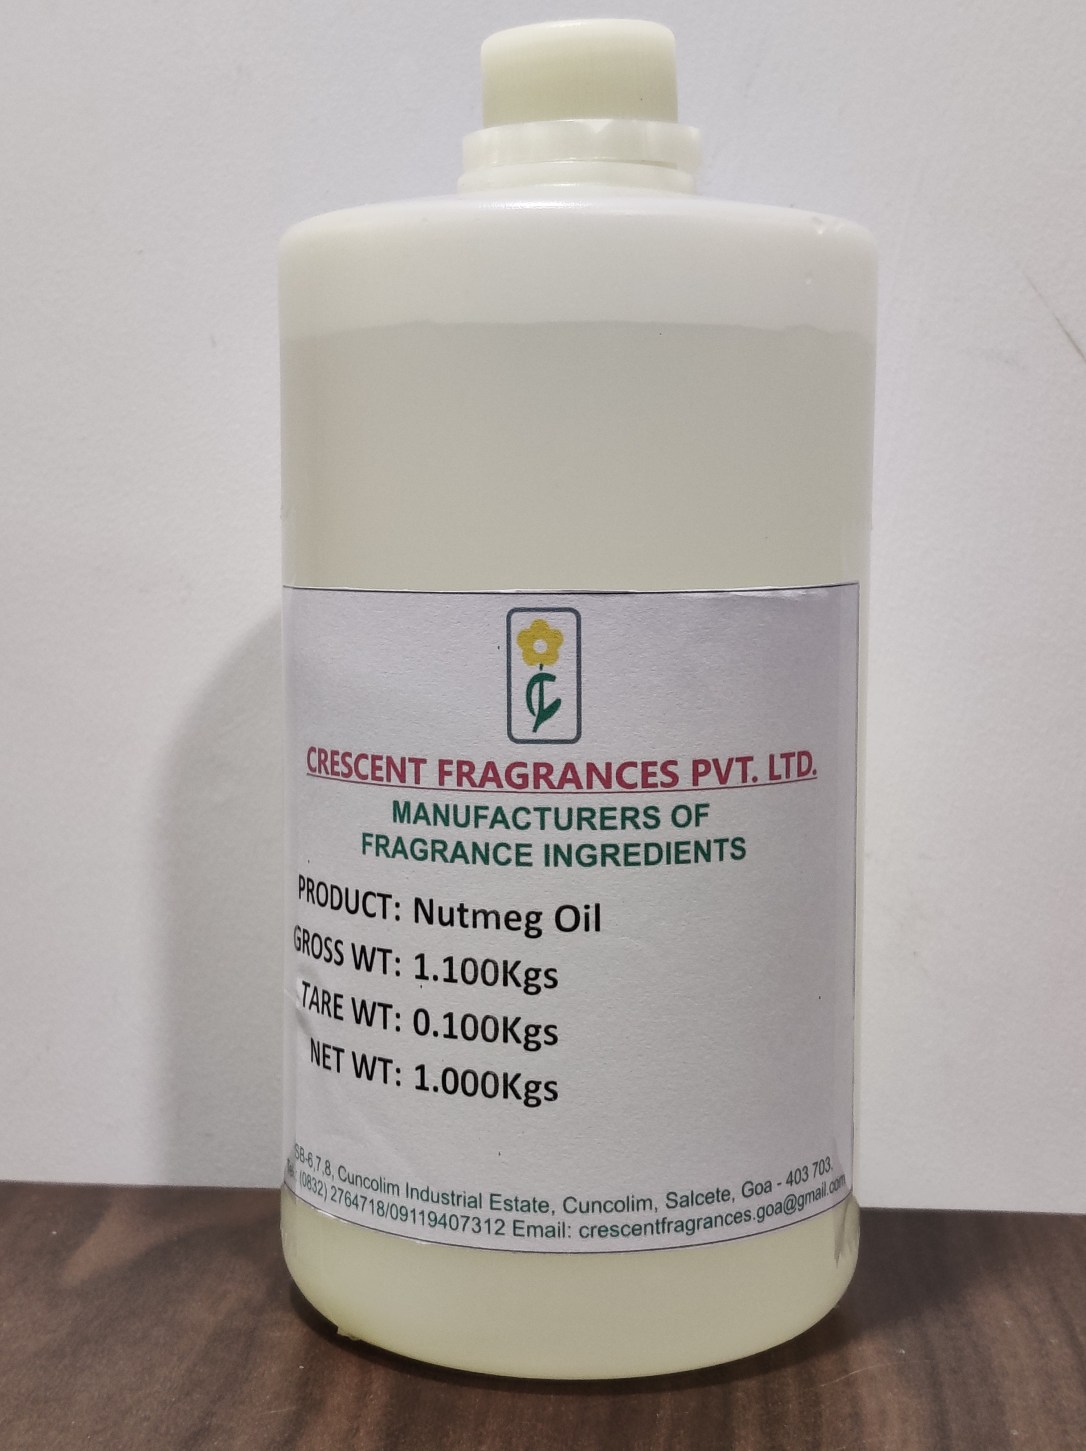 CRESCENT FRAGRANCES PVT. LTD.
MANUFACTURERS OF
FRAGRANCE INGREDIENTS
PRODUCT: Nutmeg Oil
GROSS WT: 1.100Kgs
TARE WT: 0.100Kgs
NET WT: 1.000Kgs
SB-6,7,8, Cuncolim Industrial Estate, Cuncolim, Salcete, Goa - 403 703.
(0832) 2764718/09119407312 Email: crescentfragrances.goa@gmail.com